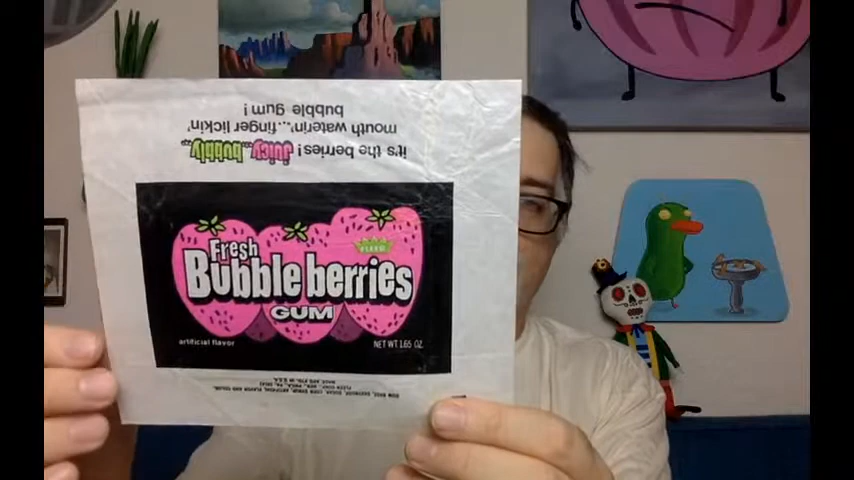 it's the berries! juicy... bubbly...
mouth waterin'...finger lickin'
bubble gum!
FLEER
Fresh
Bubble berries
GUM
artificial flavor
NET WT 1.65 OZ